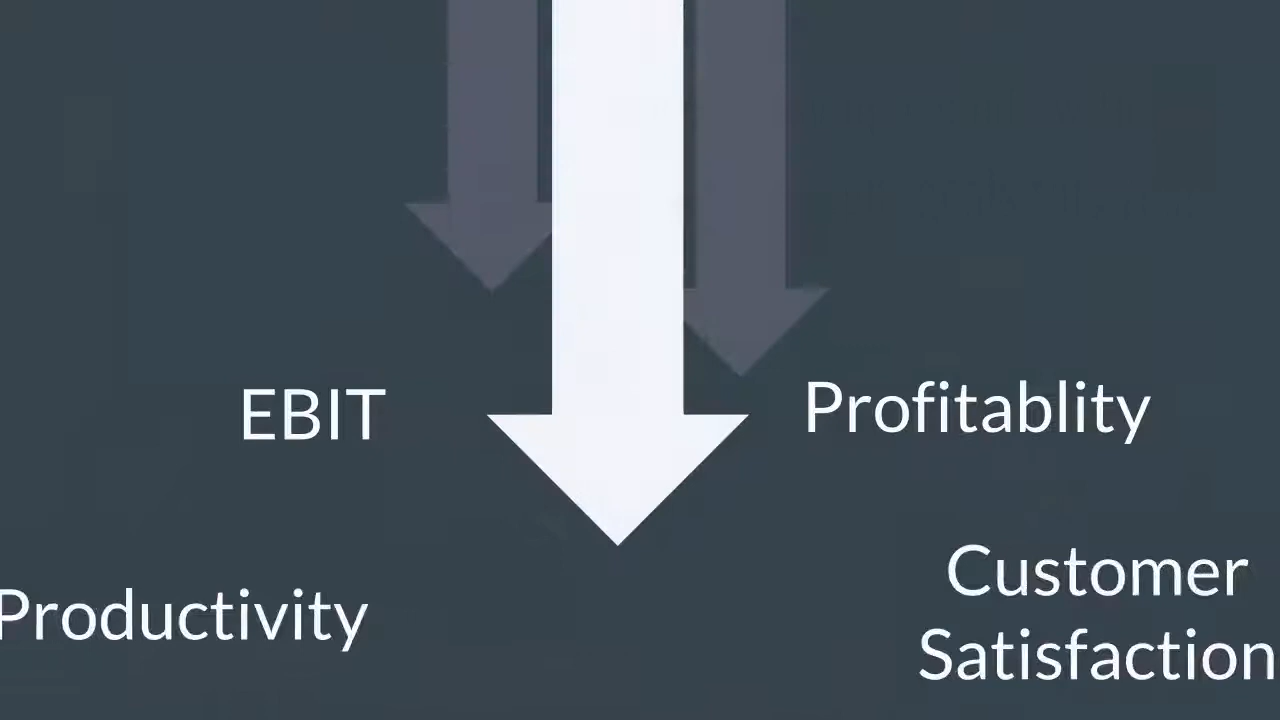 EBIT
Profitablity
Productivity
Customer
Satisfaction